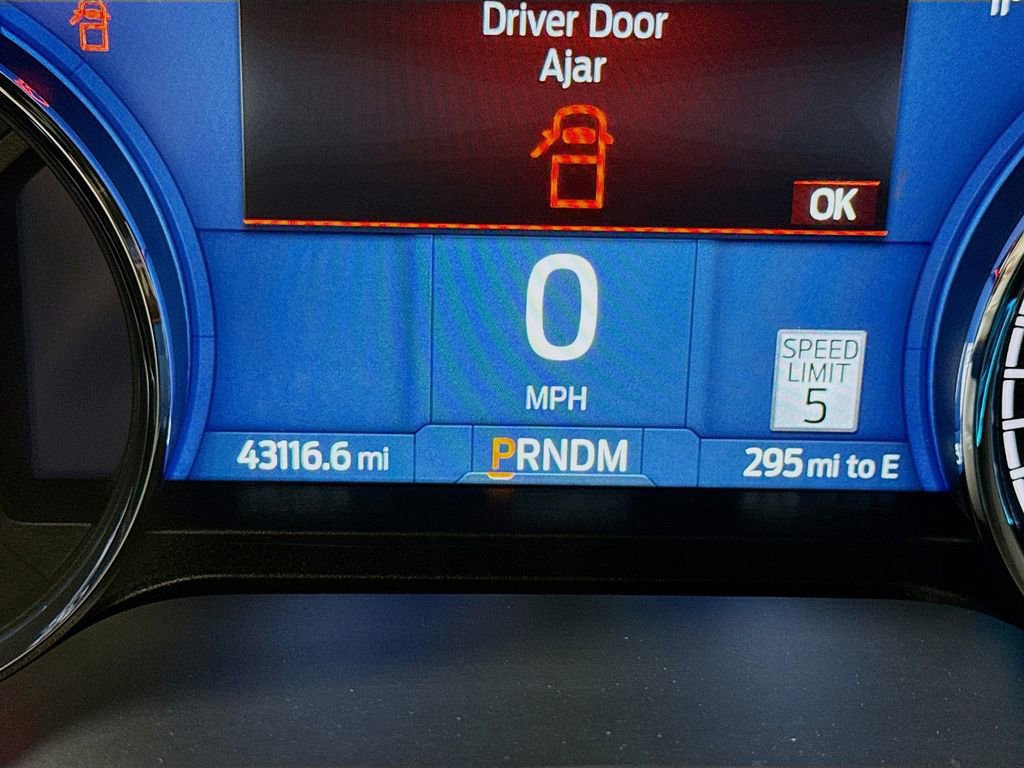 Driver Door
Ajar
OK
0
MPH
SPEED
LIMIT
5
43116.6 mi
PRNDM
295 mi to E